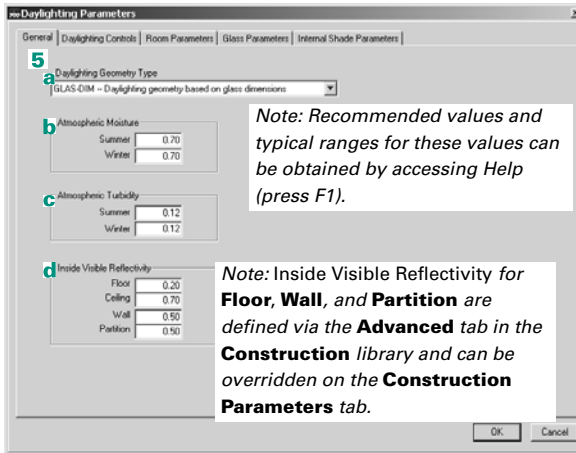 Daylighting Parameters
General | Daylighting Controls | Room Parameters | Glass Parameters | Internal Shade Parameters
5
a Daylighting Geometry Type
GLAS-DIM -- Daylighting geometry based on glass dimensions
Note: Recommended values and
typical ranges for these values can
be obtained by accessing Help
(press F1).
b Atmospheric Moisture
Summer 0.70
Winter 0.70
c Atmospheric Turbidity
Summer 0.12
Winter 0.12
d Inside Visible Reflectivity
Floor 0.20
Ceiling 0.70
Wall 0.50
Partition 0.50
Note: Inside Visible Reflectivity for
Floor, Wall, and Partition are
defined via the Advanced tab in the
Construction library and can be
overridden on the Construction
Parameters tab.
OK Cancel